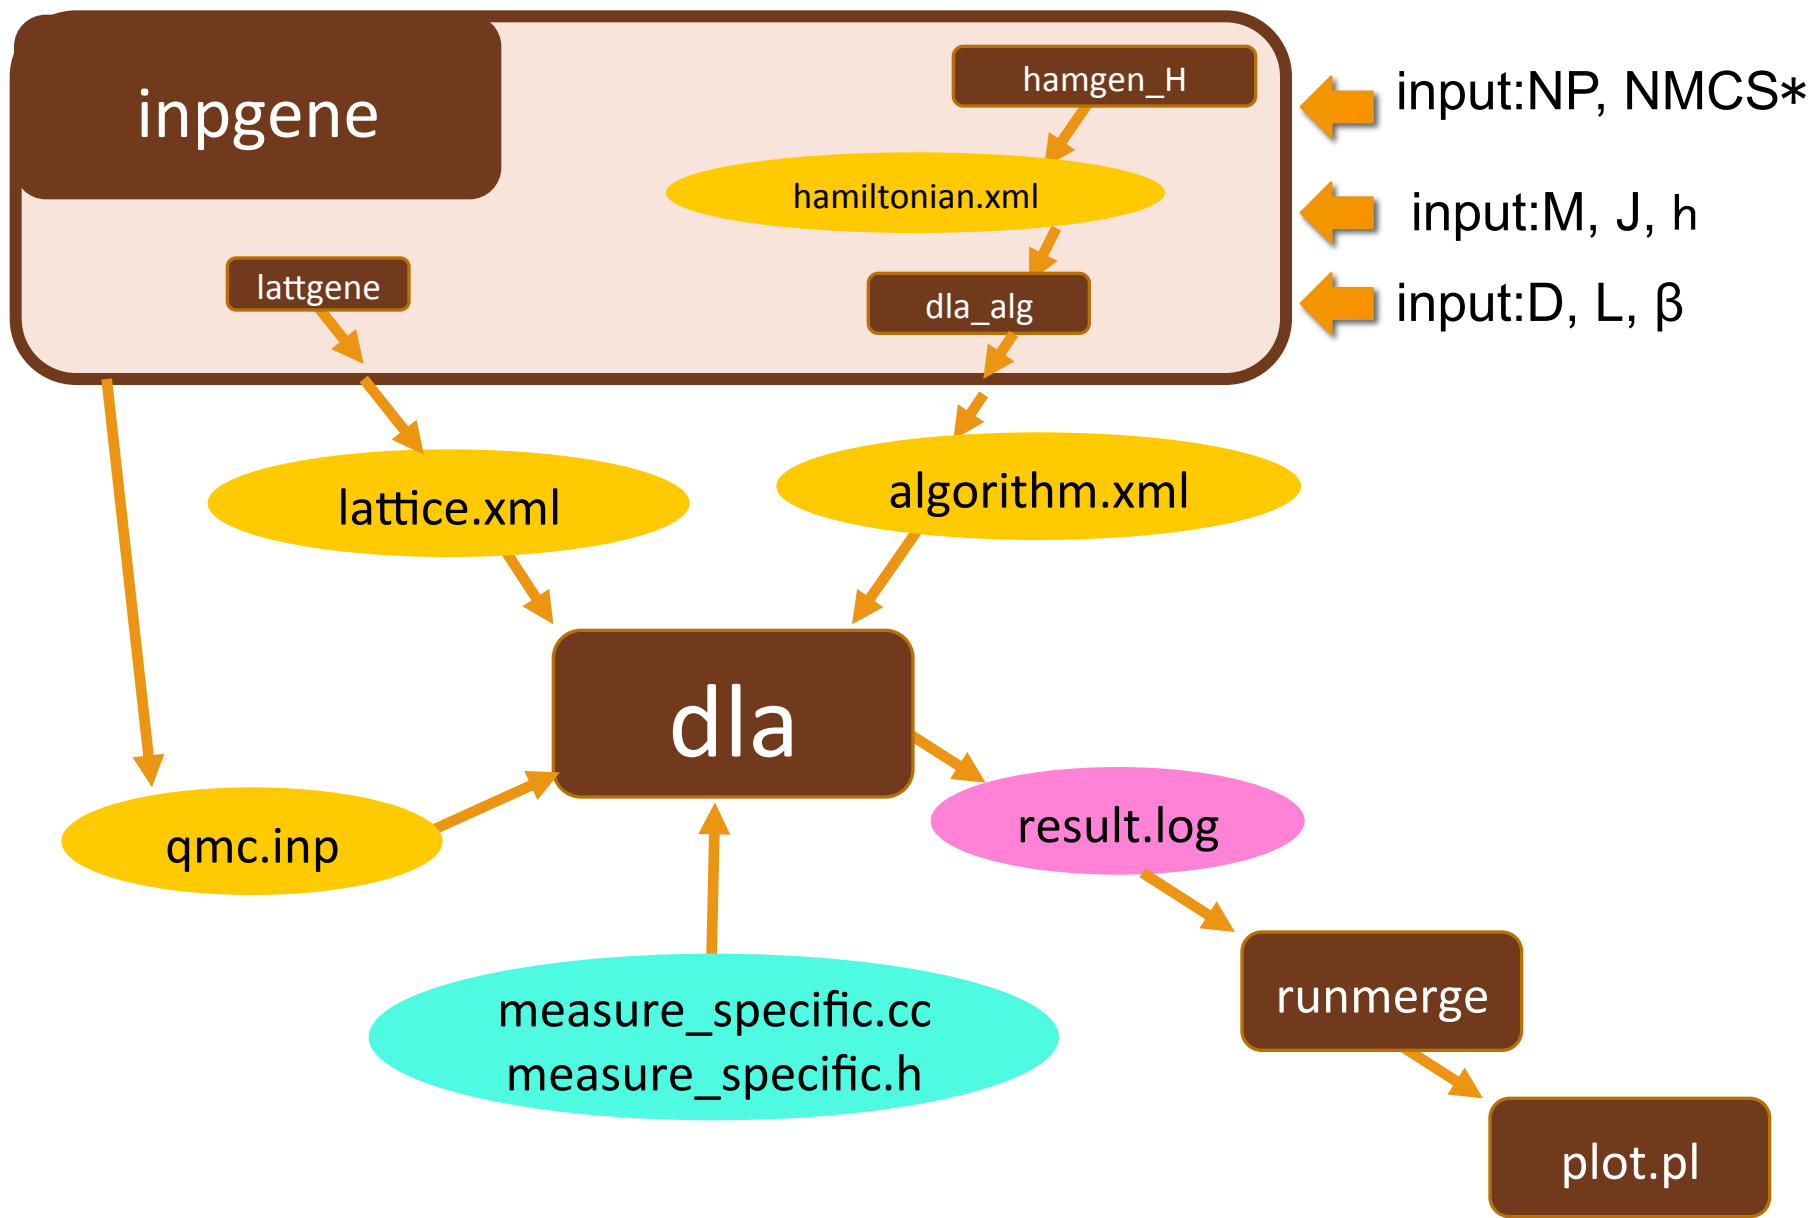 inpgene
hamgen_H
input:NP, NMCS*
hamiltonian.xml
input:M, J, h
lattgene
dla_alg
input:D, L, β
lattice.xml
algorithm.xml
dla
qmc.inp
result.log
measure_specific.cc
measure_specific.h
runmerge
plot.pl